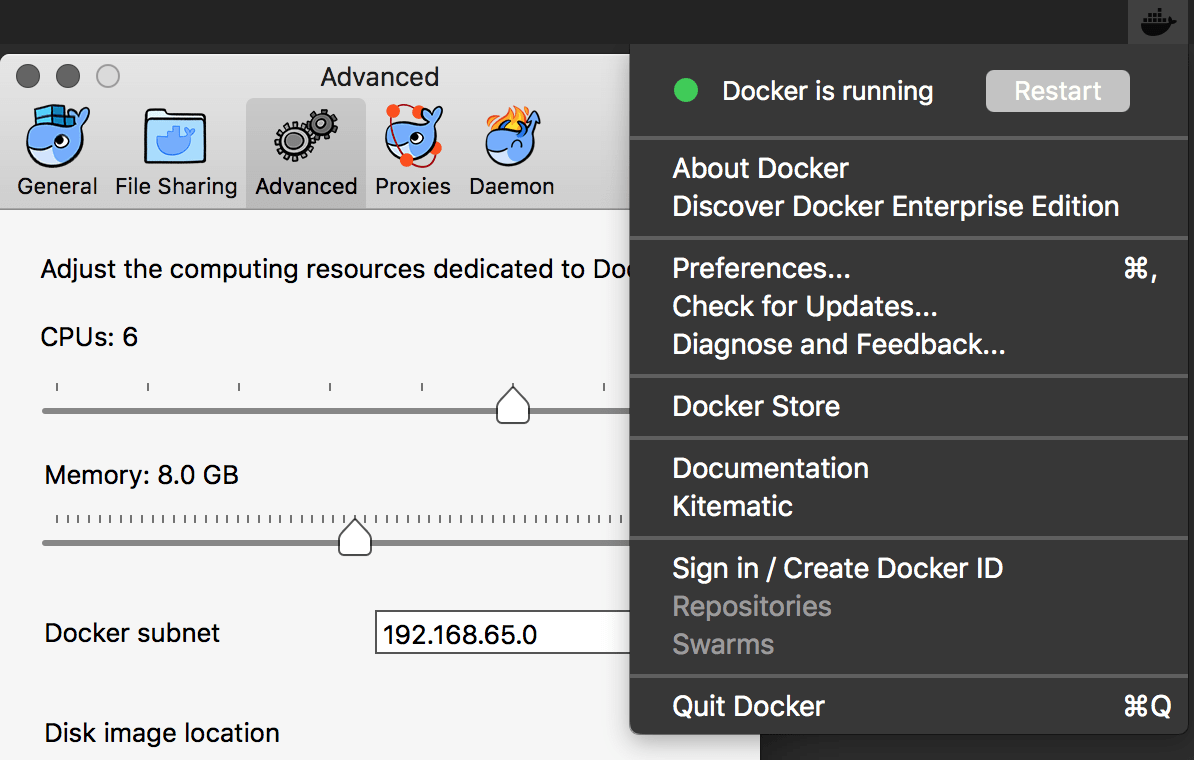 Advanced
General File Sharing Advanced Proxies Daemon
Adjust the computing resources dedicated to
CPUs: 6
Memory: 8.0 GB
Docker subnet
192.168.65.0
Disk image location
Docker is running
Restart
About Docker
Discover Docker Enterprise Edition
Preferences... ⌘,
Check for Updates...
Diagnose and Feedback...
Docker Store
Documentation
Kitematic
Sign in / Create Docker ID
Repositories
Swarms
Quit Docker ⌘Q